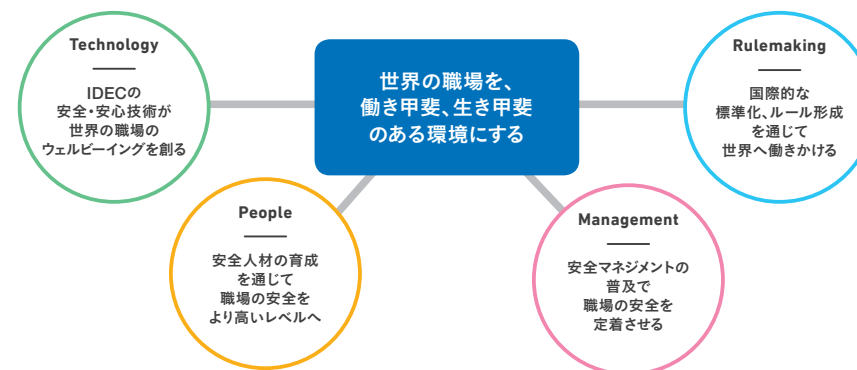 Technology
IDECの
安全・安心技術が
世界の職場の
ウェルビーイングを創る
世界の職場を、
働き甲斐、生き甲斐
のある環境にする
Rulemaking
国際的な
標準化、ルール形成
を通じて
世界へ働きかける
People
安全人材の育成
を通じて
職場の安全を
より高いレベルへ
Management
安全マネジメントの
普及で
職場の安全を
定着させる